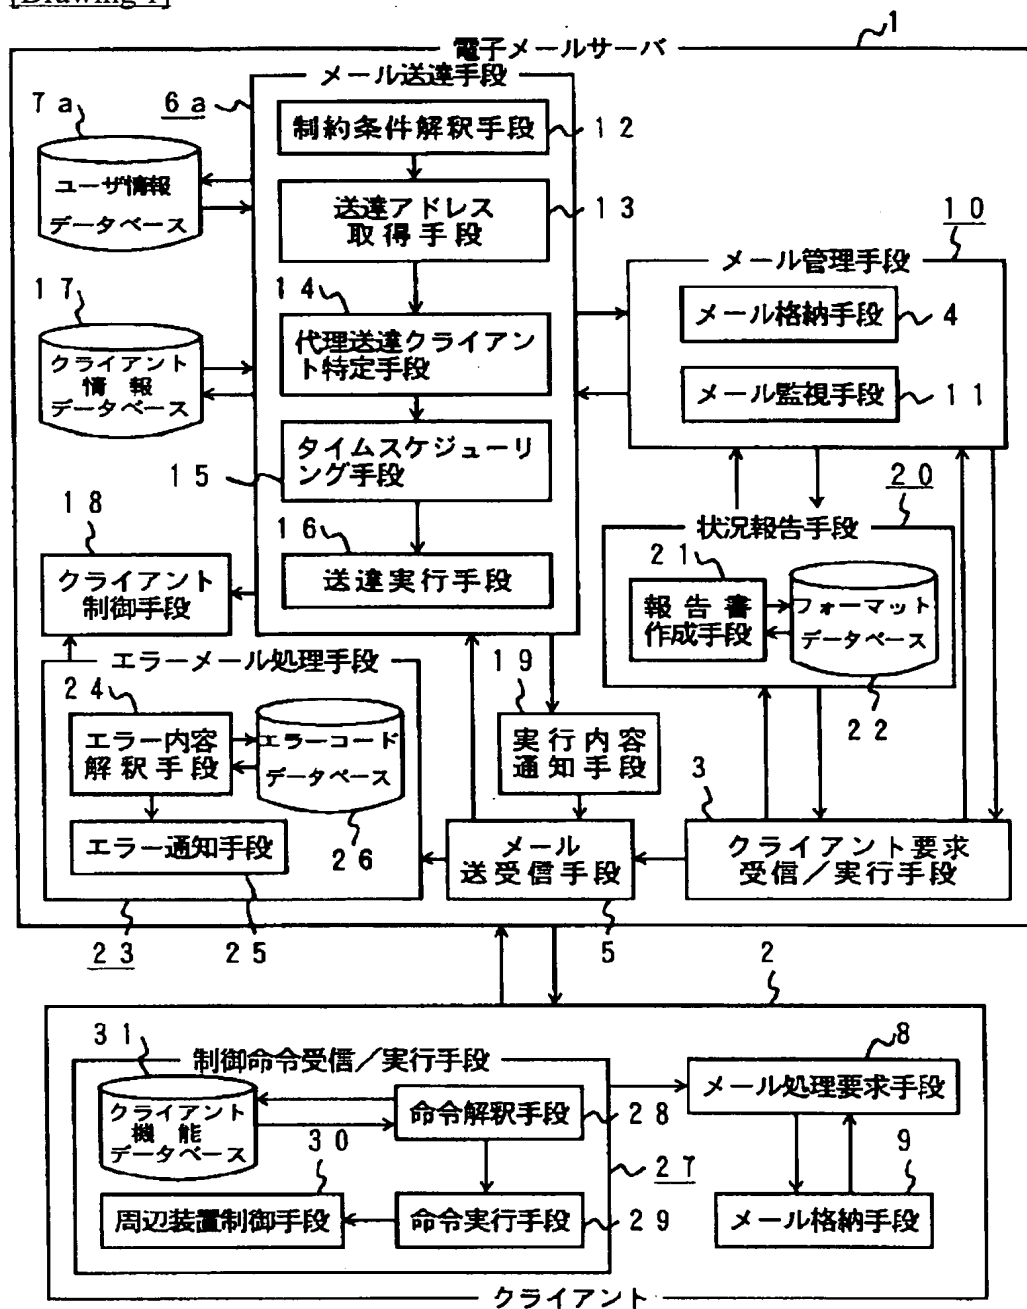 [Drawing 1]
1
電子メールサーバ
メール送達手段
7a
6a
制約条件解釈手段
12
ユーザ情報
データベース
送達アドレス
取得手段
13
10
メール管理手段
17
14
メール格納手段
4
クライアント
情報
データベース
代理送達クライアン
ト特定手段
メール監視手段
11
タイムスケジューリ
ング手段
15
18
20
状況報告手段
16
21
クライアント
制御手段
送達実行手段
報告書
作成手段
フォーマット
データベース
エラーメール処理手段
19
24
22
エラー内容
解釈手段
エラーコード
データベース
実行内容
通知手段
3
エラー通知手段
26
メール
送受信手段
クライアント要求
受信/実行手段
23
25
5
2
31
制御命令受信/実行手段
8
メール処理要求手段
クライアント
機能
データベース
命令解釈手段
28
30
27
9
周辺装置制御手段
命令実行手段
29
メール格納手段
クライアント